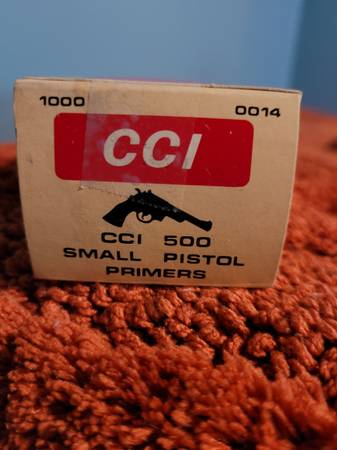 1000 0014
CCI
CCI 500
SMALL PISTOL
PRIMERS